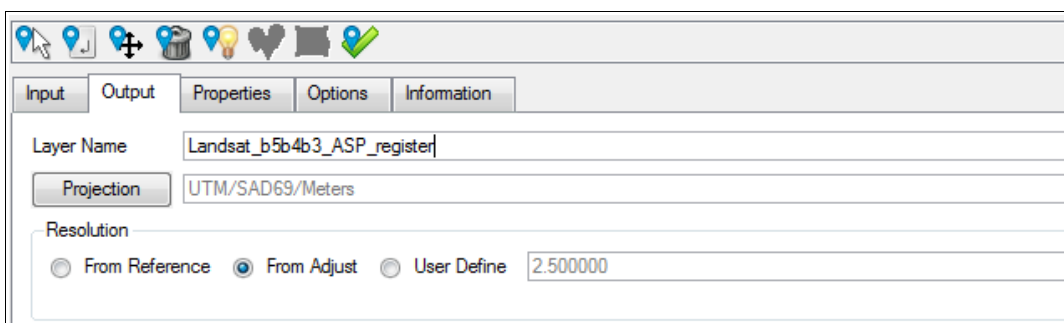 Input Output Properties Options Information
Layer Name Landsat_b5b4b3_ASP_register
Projection UTM/SAD69/Meters
Resolution
From Reference From Adjust User Define 2.500000